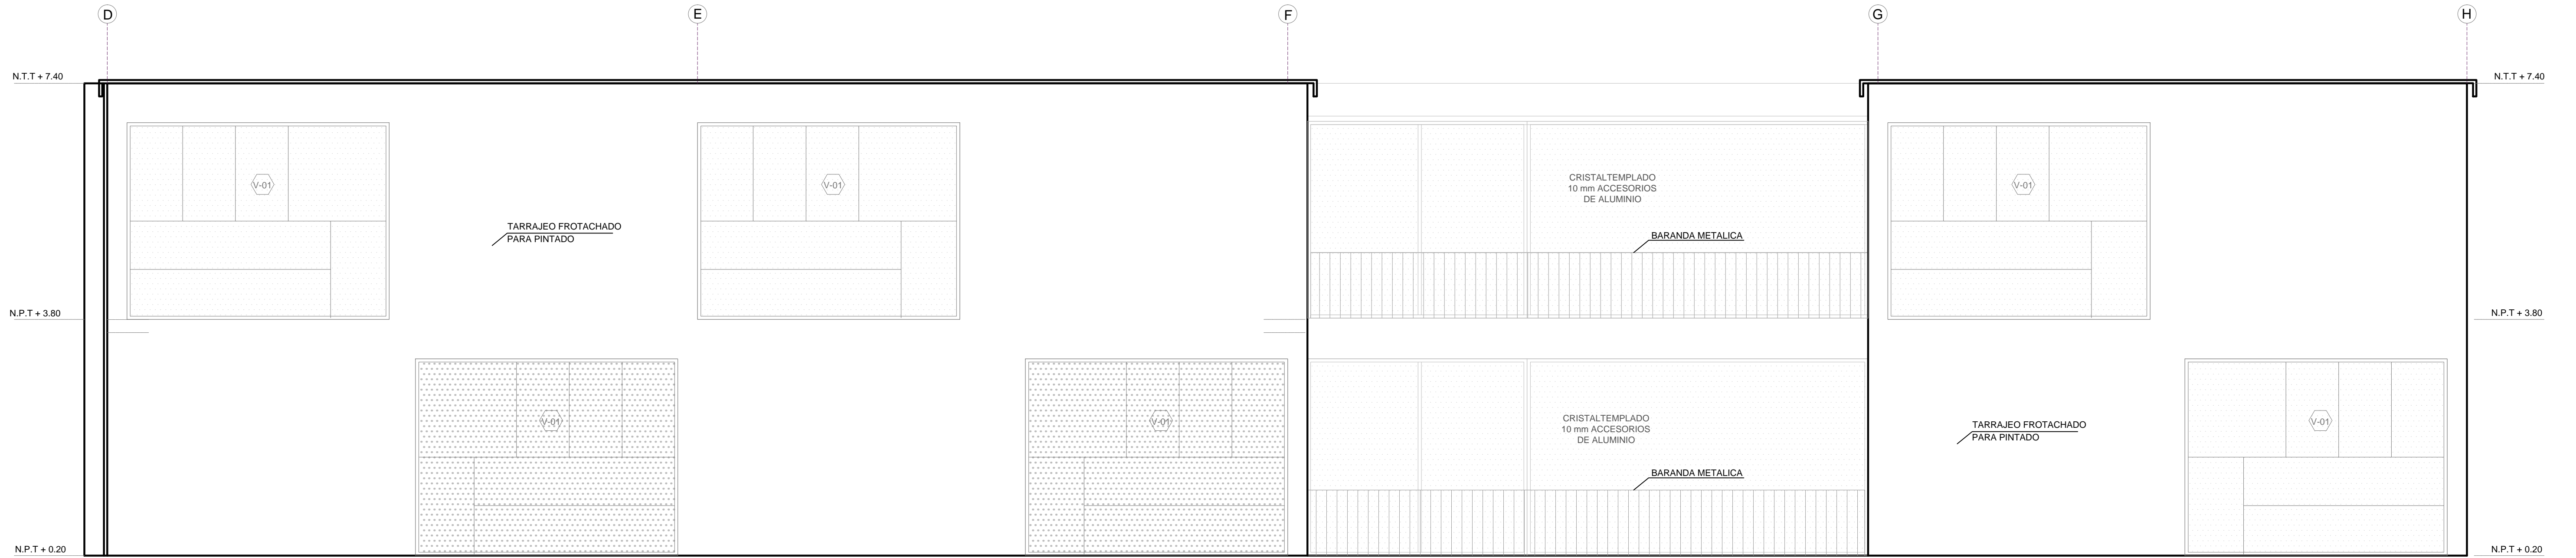 D
E
F
G
H
N.T.T + 7.40
N.T.T + 7.40
V-01
V-01
V-01
CRISTALTEMPLADO
10 mm ACCESORIOS
DE ALUMINIO
TARRAJEO FROTACHADO
PARA PINTADO
BARANDA METALICA
N.P.T + 3.80
N.P.T + 3.80
V-01
V-01
V-01
CRISTALTEMPLADO
10 mm ACCESORIOS
DE ALUMINIO
TARRAJEO FROTACHADO
PARA PINTADO
BARANDA METALICA
N.P.T + 0.20
N.P.T + 0.20